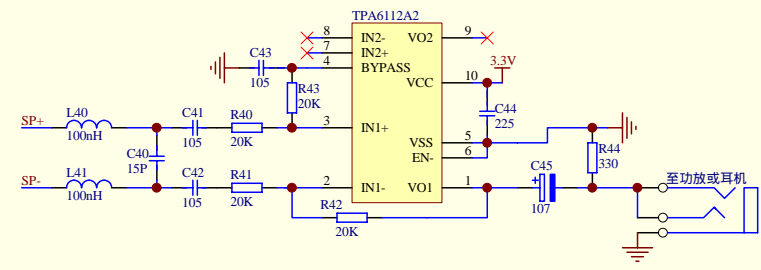 TPA6112A2
8 IN2- VO2 9
7 IN2+
4 BYPASS
VCC 10
3.3V
C43
105
R43
20K
C44
225
SP+
L40
100nH
C41
105
R40
20K
3 IN1+
VSS 5
EN- 6
C40
15P
R44
330
SP-
L41
100nH
C42
105
R41
20K
2 IN1- VO1 1
C45
+
107
至功放或耳机
R42
20K